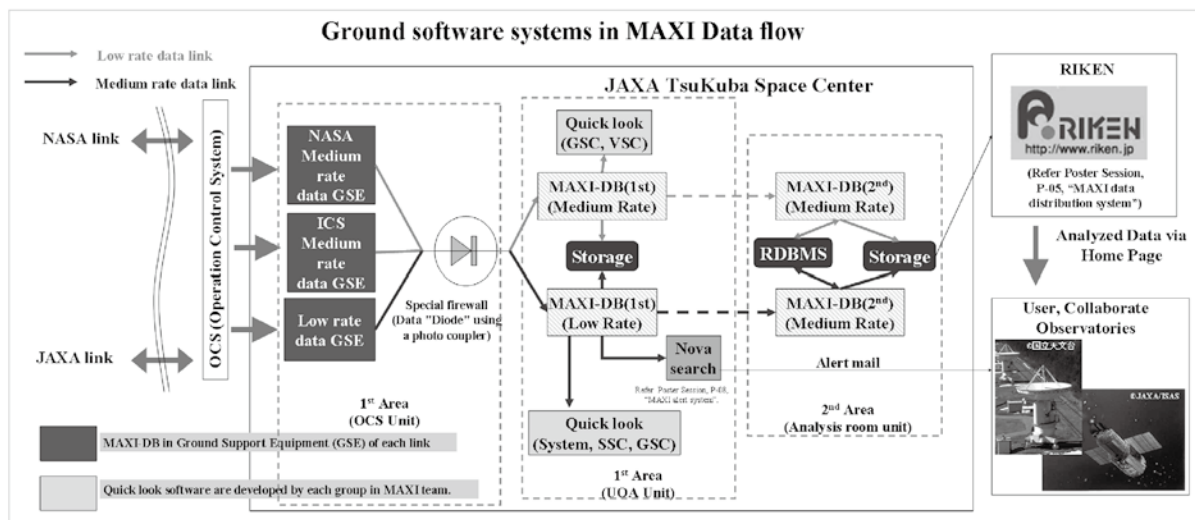 Ground software systems in MAXI Data flow
Low rate data link
Medium rate data link
NASA link
JAXA link
OCS (Operation Control System)
JAXA TsuKuba Space Center
NASA
Medium
rate
data GSE
ICS
Medium
rate
data GSE
Low rate
data GSE
Special firewall
(Data "Diode" using
a photo coupler)
1st Area
(OCS Unit)
Quick look
(GSC, VSC)
MAXI-DB(1st)
(Medium Rate)
Storage
MAXI-DB(1st)
(Low Rate)
Nova
search
Refer Poster Session, P-08,
"MAXI alert system".
Quick look
(System, SSC, GSC)
1st Area
(UOA Unit)
MAXI-DB(2nd)
(Medium Rate)
RDBMS
Storage
MAXI-DB(2nd)
(Medium Rate)
Alert mail
2nd Area
(Analysis room unit)
RIKEN
RIKEN
http://www.riken.jp
(Refer Poster Session,
P-05, "MAXI data
distribution system")
Analyzed Data via
Home Page
User, Collaborate
Observatories
©国立天文台
©JAXA/ISAS
MAXI-DB in Ground Support Equipment (GSE) of each link
Quick look software are developed by each group in MAXI team.